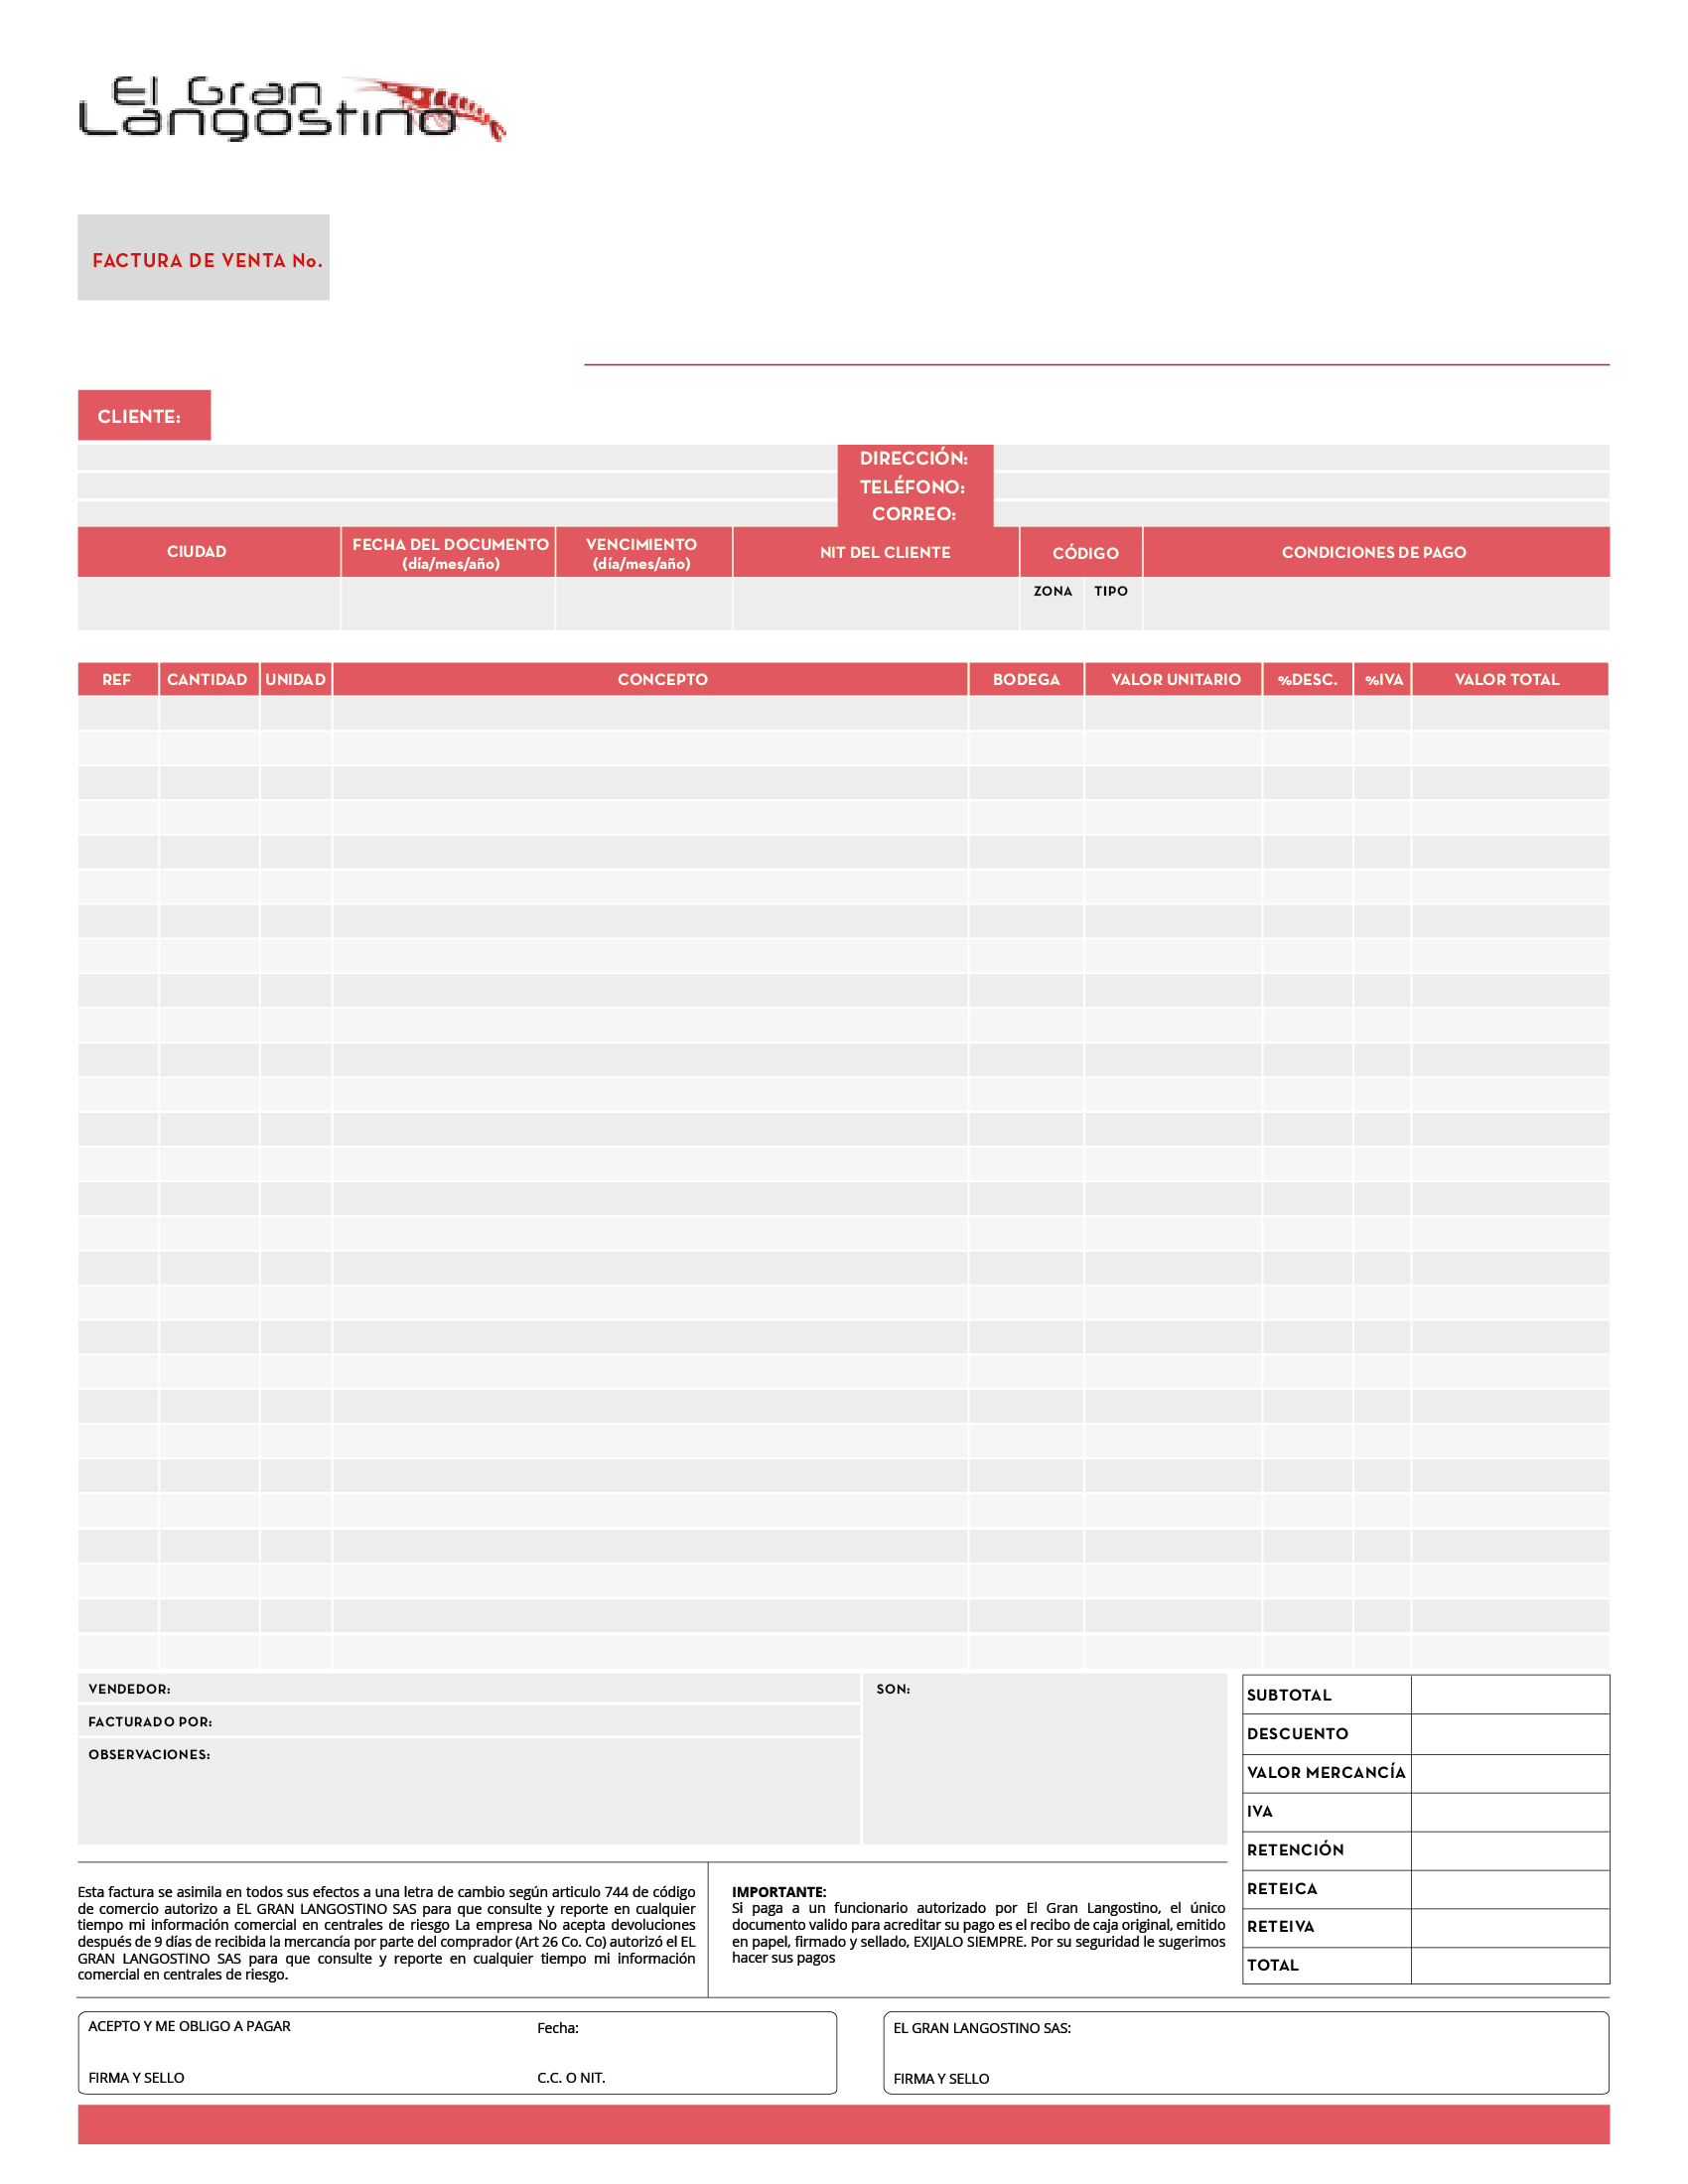 El Gran
Langostino
FACTURA DE VENTA No.
CLIENTE:
DIRECCIÓN:
TELÉFONO:
CORREO:
CIUDAD
FECHA DEL DOCUMENTO
(día/mes/año)
VENCIMIENTO
(día/mes/año)
NIT DEL CLIENTE
CÓDIGO
CONDICIONES DE PAGO
ZONA TIPO
REF CANTIDAD UNIDAD CONCEPTO BODEGA VALOR UNITARIO %DESC. %IVA VALOR TOTAL
VENDEDOR:
FACTURADO POR:
OBSERVACIONES:
SON:
SUBTOTAL
DESCUENTO
VALOR MERCANCÍA
IVA
RETENCIÓN
RETEICA
RETEIVA
TOTAL
Esta factura se asimila en todos sus efectos a una letra de cambio según articulo 744 de código
de comercio autorizo a EL GRAN LANGOSTINO SAS para que consulte y reporte en cualquier
tiempo mi información comercial en centrales de riesgo La empresa No acepta devoluciones
después de 9 días de recibida la mercancía por parte del comprador (Art 26 Co. Co) autorizó el EL
GRAN LANGOSTINO SAS para que consulte y reporte en cualquier tiempo mi información
comercial en centrales de riesgo.
IMPORTANTE:
Si paga a un funcionario autorizado por El Gran Langostino, el único
documento valido para acreditar su pago es el recibo de caja original, emitido
en papel, firmado y sellado, EXIJALO SIEMPRE. Por su seguridad le sugerimos
hacer sus pagos
ACEPTO Y ME OBLIGO A PAGAR
Fecha:
FIRMA Y SELLO
C.C. O NIT.
EL GRAN LANGOSTINO SAS:
FIRMA Y SELLO